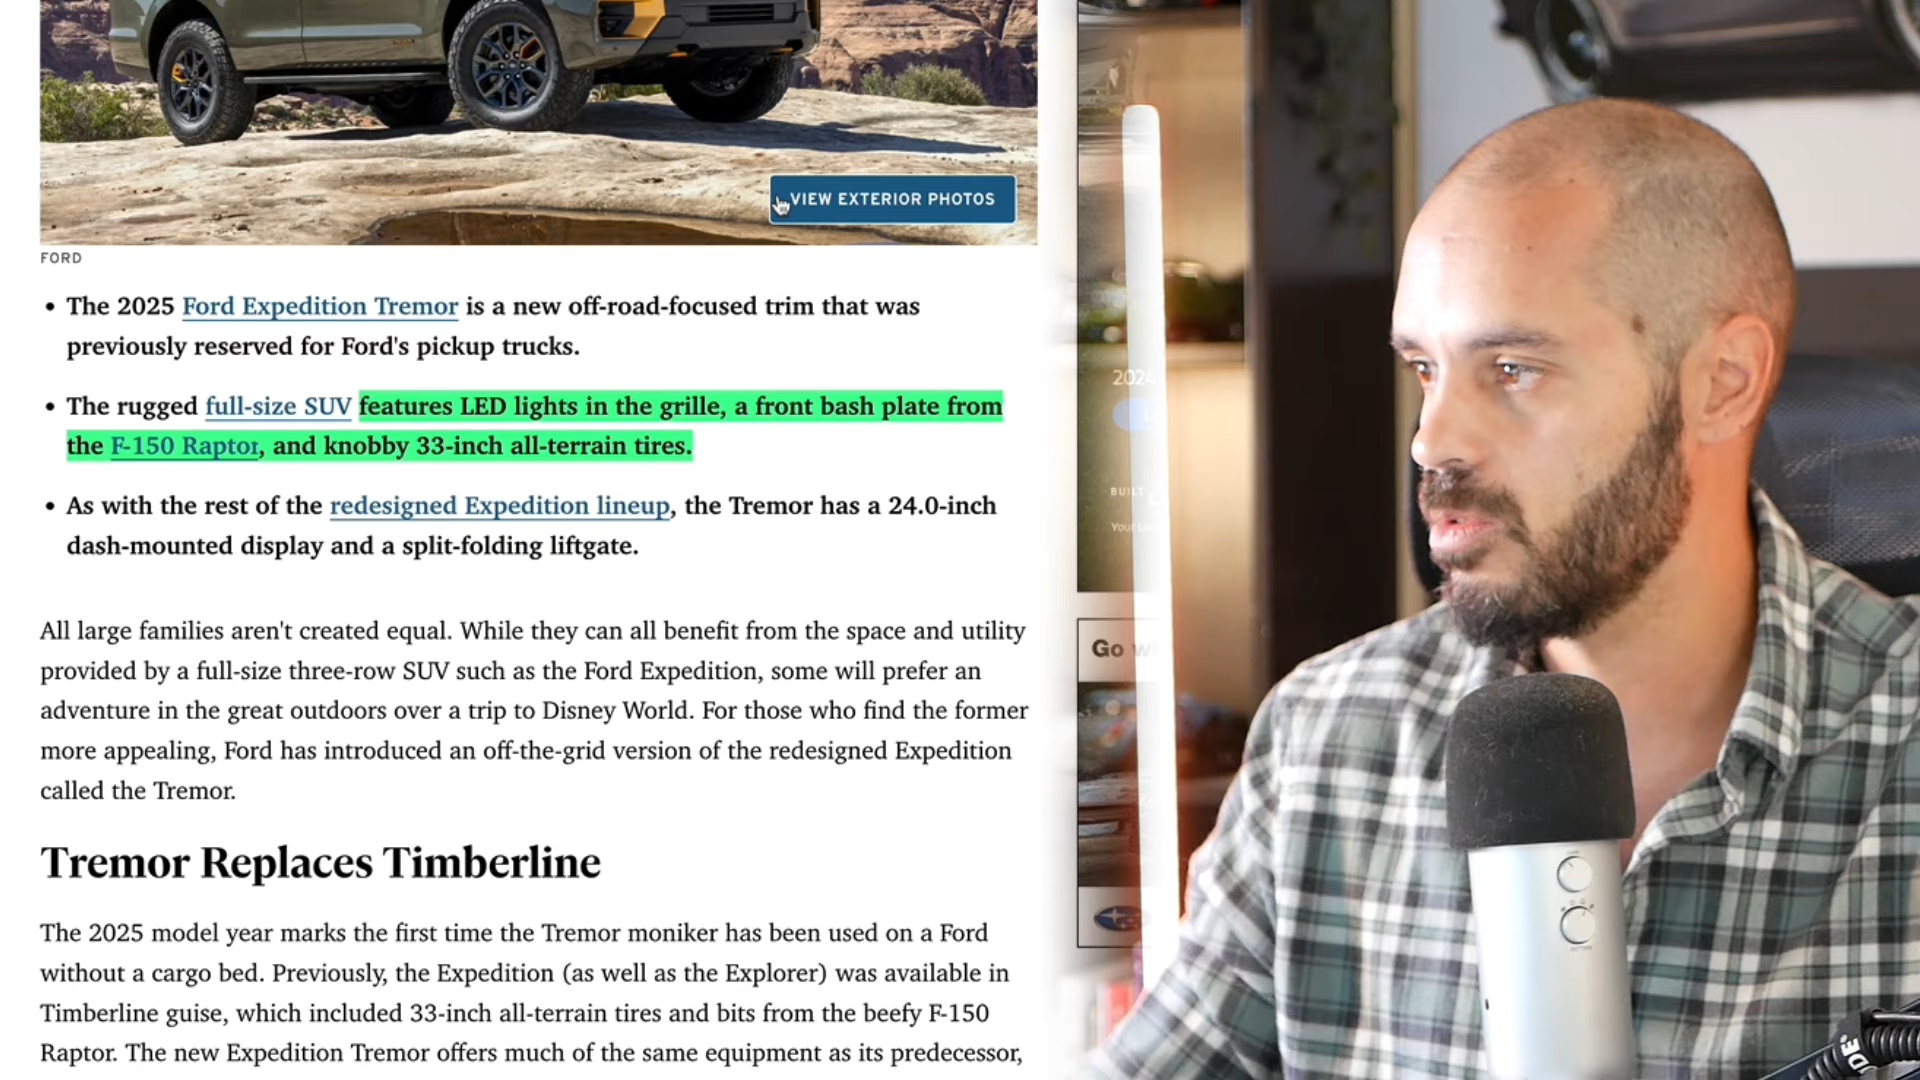 VIEW EXTERIOR PHOTOS
FORD
• The 2025 Ford Expedition Tremor is a new off-road-focused trim that was
previously reserved for Ford's pickup trucks.
• The rugged full-size SUV features LED lights in the grille, a front bash plate from
the F-150 Raptor, and knobby 33-inch all-terrain tires.
• As with the rest of the redesigned Expedition lineup, the Tremor has a 24.0-inch
dash-mounted display and a split-folding liftgate.
All large families aren't created equal. While they can all benefit from the space and utility
provided by a full-size three-row SUV such as the Ford Expedition, some will prefer an
adventure in the great outdoors over a trip to Disney World. For those who find the former
more appealing, Ford has introduced an off-the-grid version of the redesigned Expedition
called the Tremor.
Tremor Replaces Timberline
The 2025 model year marks the first time the Tremor moniker has been used on a Ford
without a cargo bed. Previously, the Expedition (as well as the Explorer) was available in
Timberline guise, which included 33-inch all-terrain tires and bits from the beefy F-150
Raptor. The new Expedition Tremor offers much of the same equipment as its predecessor,
2024
BUILT
Your
Go